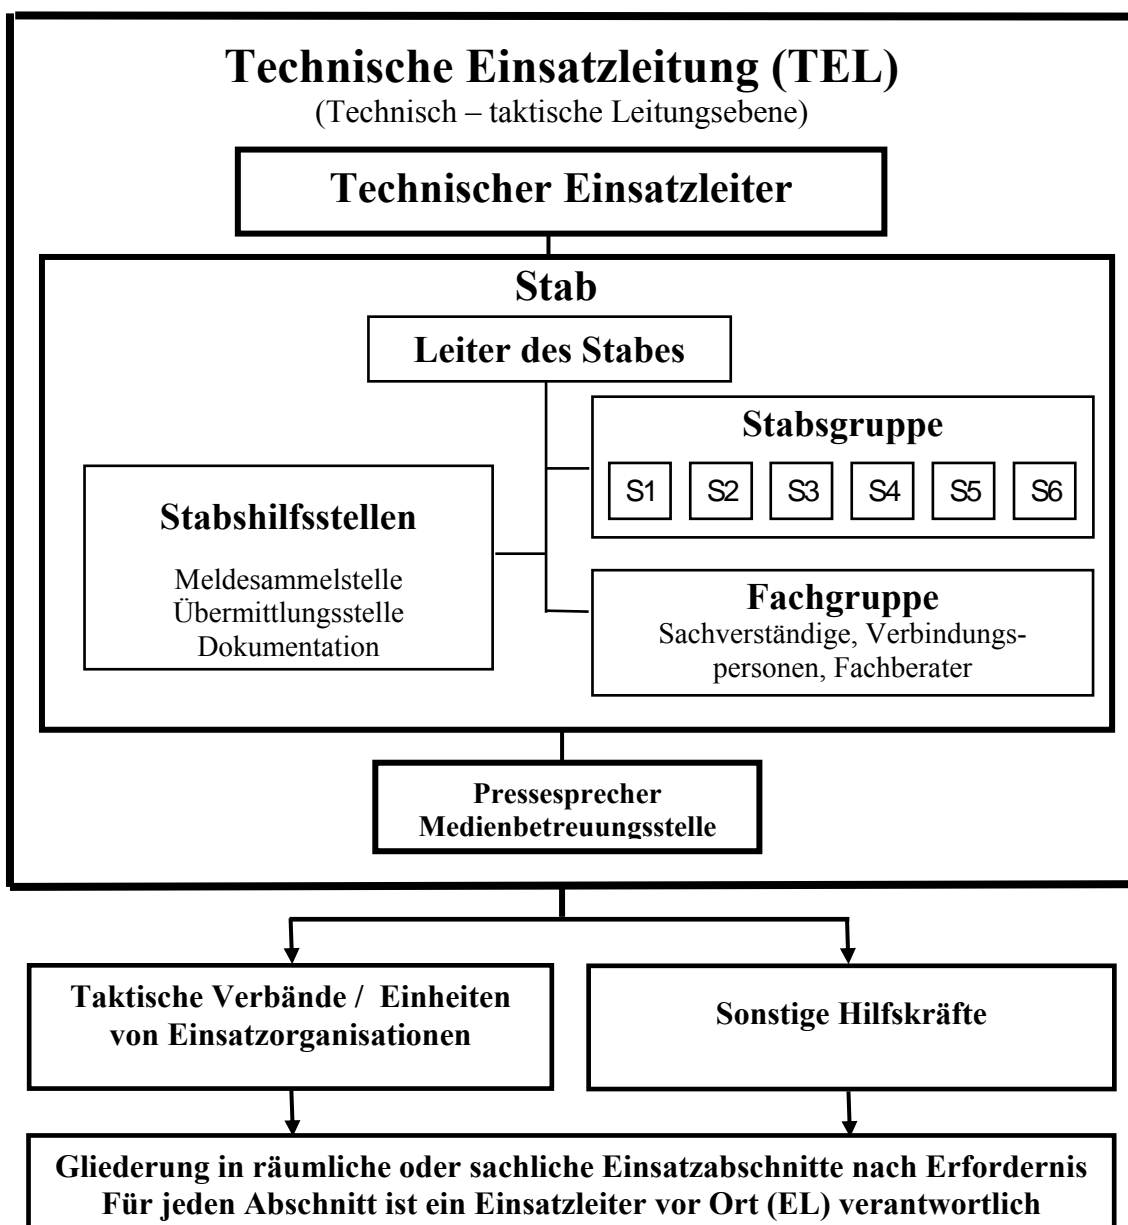 Technische Einsatzleitung (TEL)
(Technisch – taktische Leitungsebene)
Technischer Einsatzleiter
Stab
Leiter des Stabes
Stabsgruppe
S1 S2 S3 S4 S5 S6
Stabshilfsstellen
Meldesammelstelle
Übermittlungsstelle
Dokumentation
Fachgruppe
Sachverständige, Verbindungs-
personen, Fachberater
Pressesprecher
Medienbetreuungsstelle
Taktische Verbände / Einheiten
von Einsatzorganisationen
Sonstige Hilfskräfte
Gliederung in räumliche oder sachliche Einsatzabschnitte nach Erfordernis
Für jeden Abschnitt ist ein Einsatzleiter vor Ort (EL) verantwortlich